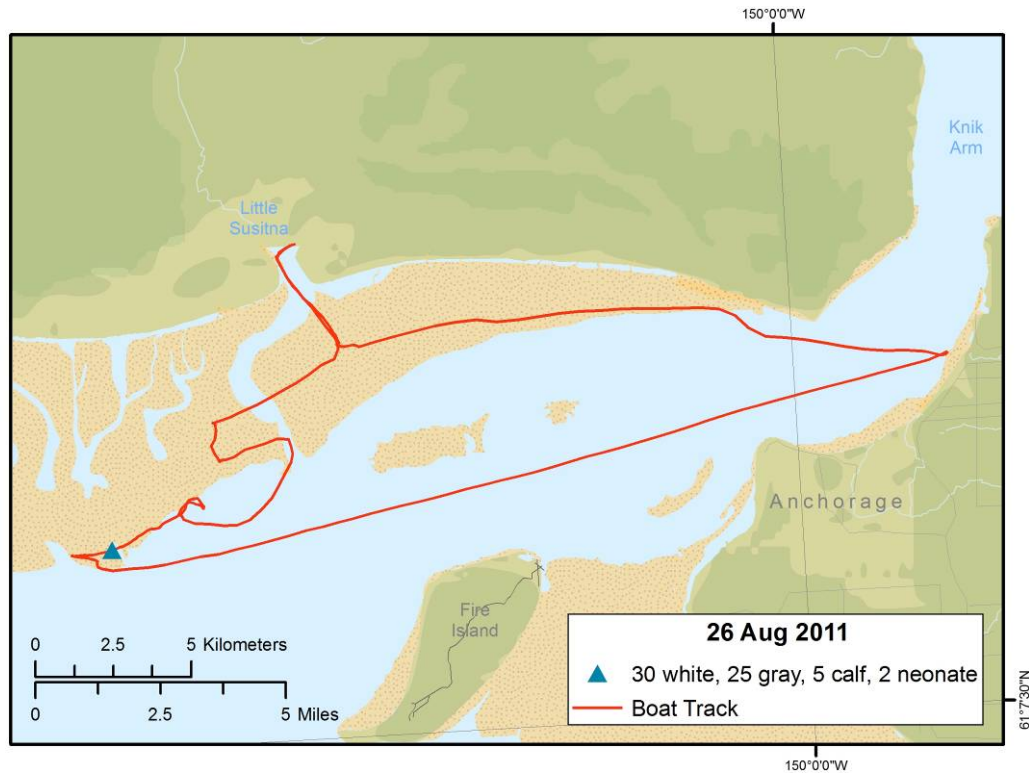 150°0'0"W
Knik
Arm
Little
Susitna
Anchorage
Fire
Island
0 2.5 5 Kilometers
0 2.5 5 Miles
26 Aug 2011
30 white, 25 gray, 5 calf, 2 neonate
Boat Track
61°7'30"N
150°0'0"W